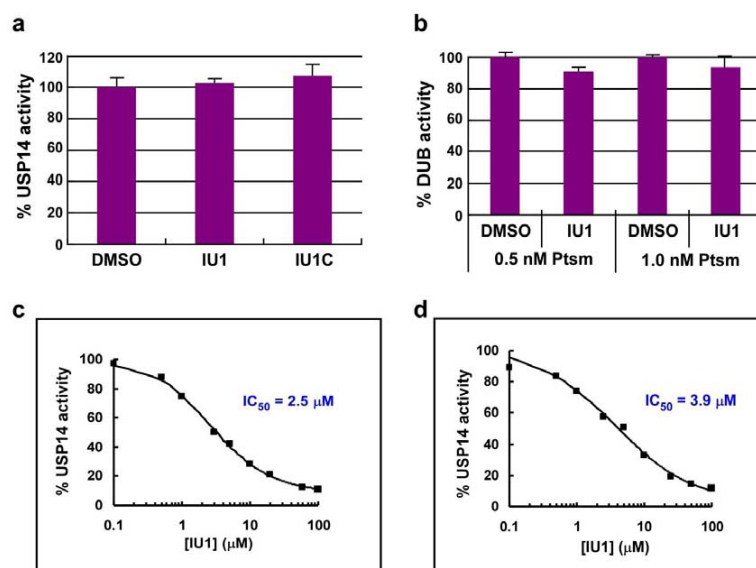 a
% USP14 activity
120
100
80
60
40
20
0
DMSO IU1 IU1C
b
% DUB activity
100
80
60
40
20
0
DMSO IU1 DMSO IU1
0.5 nM Ptsm 1.0 nM Ptsm
c
% USP14 activity
100
80
60
40
20
0
IC50 = 2.5 μM
0.1 1 10 100
[IU1] (μM)
d
% USP14 activity
100
80
60
40
20
0
IC50 = 3.9 μM
0.1 1 10 100
[IU1] (μM)